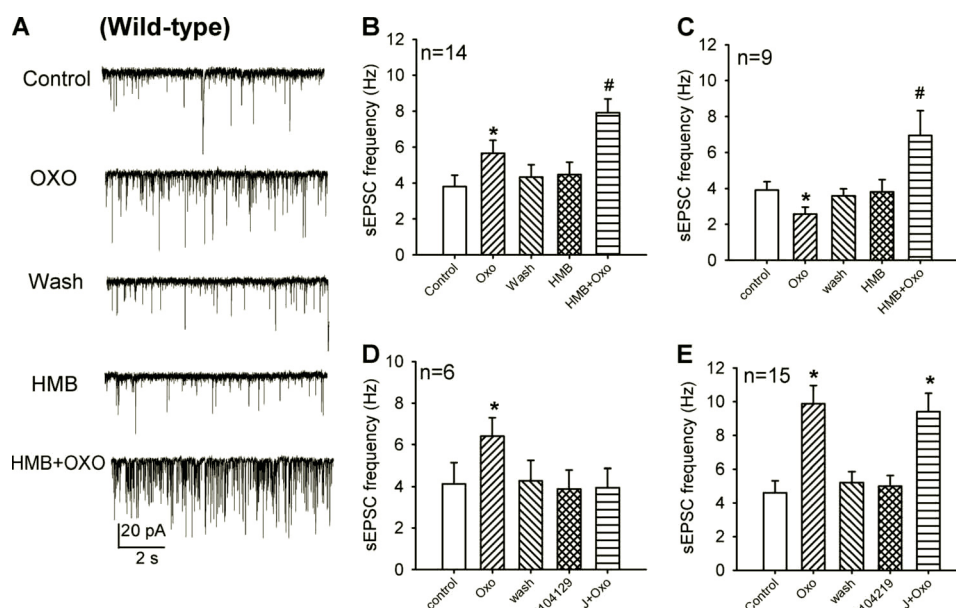 A (Wild-type)
Control
OXO
Wash
HMB
HMB+OXO
20 pA
2 s
B
n=14
sEPSC frequency (Hz)
12
10
8
6
4
2
0
*
#
Control
Oxo
Wash
HMB
HMB+Oxo
C
n=9
sEPSC frequency (Hz)
12
10
8
6
4
2
0
*
#
control
Oxo
wash
HMB
HMB+Oxo
D
n=6
sEPSC frequency (Hz)
10
8
6
4
2
0
*
control
Oxo
wash
104129
J+Oxo
E
n=15
sEPSC frequency (Hz)
12
10
8
6
4
2
0
*
*
Control
Oxo
wash
104219
J+Oxo